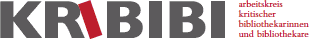 KRIBIBI
arbeitskreis
kritischer
bibliothekarinnen
und bibliothekare